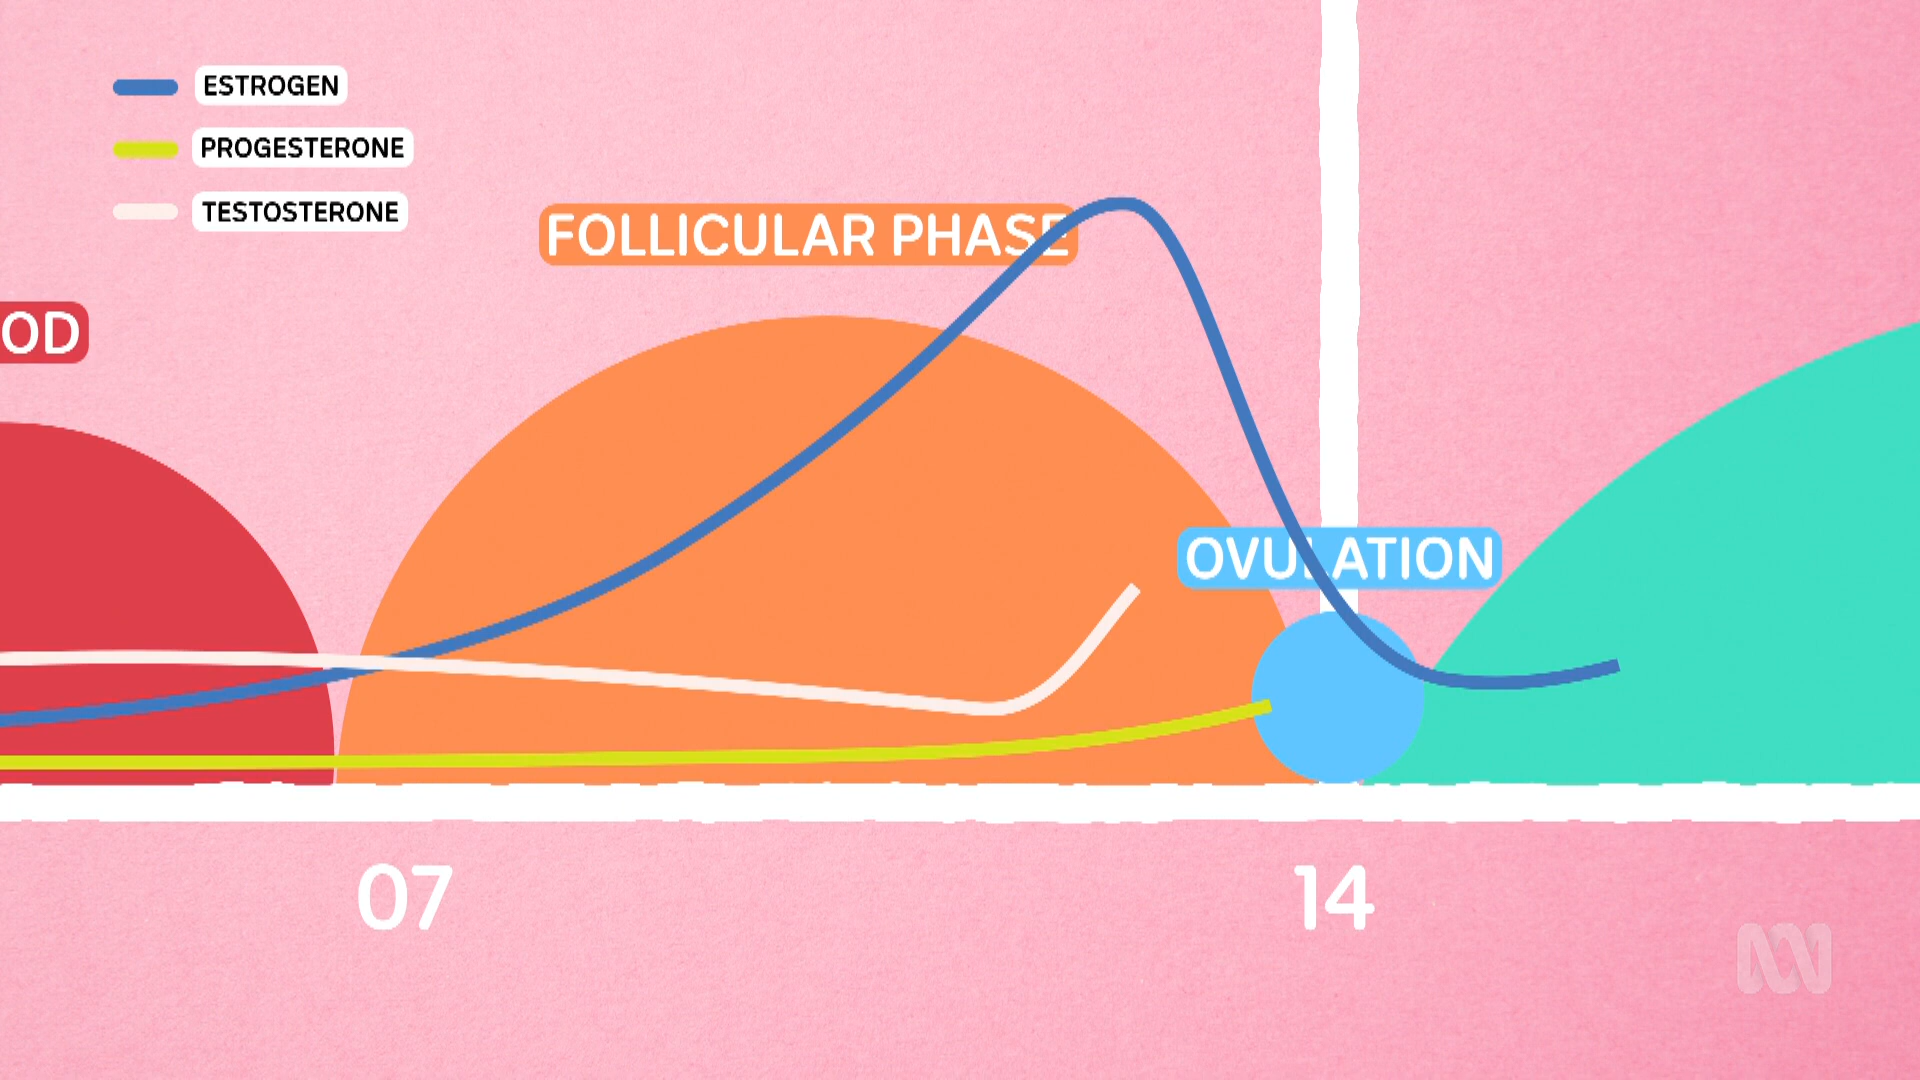 ESTROGEN
PROGESTERONE
TESTOSTERONE
FOLLICULAR PHASE
OD
OVULATION
07
14